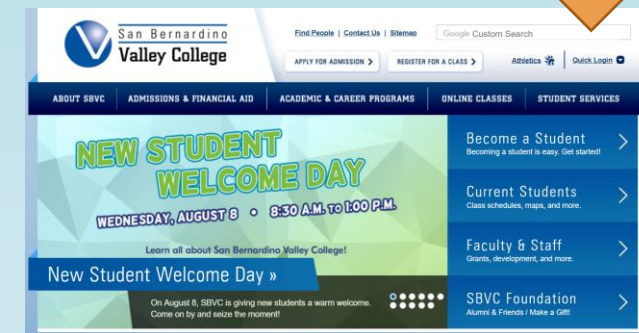 San Bernardino
Valley College
Find People | Contact Us | Sitemap
Google Custom Search
APPLY FOR ADMISSION >
REGISTER FOR A CLASS >
Athletics
Quick Login
ABOUT SBVC
ADMISSIONS & FINANCIAL AID
ACADEMIC & CAREER PROGRAMS
ONLINE CLASSES
STUDENT SERVICES
NEW STUDENT
WELCOME DAY
WEDNESDAY, AUGUST 8 • 8:30 A.M. TO 1:00 P.M.
Learn all about San Bernardino Valley College!
New Student Welcome Day »
On August 8, SBVC is giving new students a warm welcome.
Come on by and seize the moment!
Become a Student
Becoming a student is easy. Get started!
Current Students
Class schedules, maps, and more.
Faculty & Staff
Grants, development, and more.
SBVC Foundation
Alumni & Friends / Make a Gift!